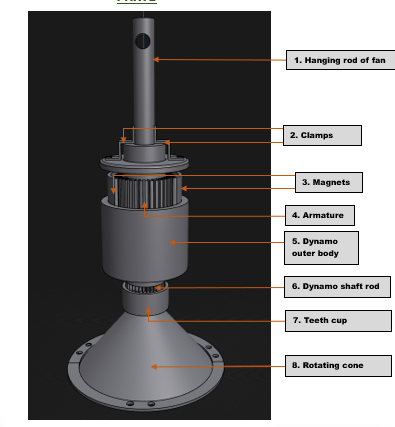 1. Hanging rod of fan
2. Clamps
3. Magnets
4. Armature
5. Dynamo
outer body
6. Dynamo shaft rod
7. Teeth cup
8. Rotating cone